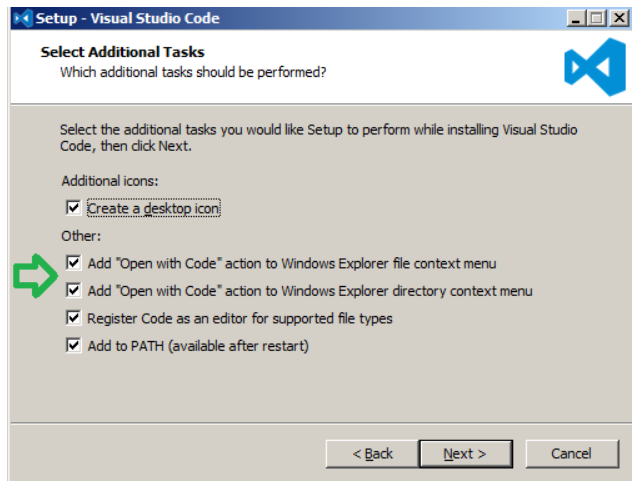 Setup - Visual Studio Code
Select Additional Tasks
Which additional tasks should be performed?
Select the additional tasks you would like Setup to perform while installing Visual Studio
Code, then click Next.
Additional icons:
Create a desktop icon
Other:
Add "Open with Code" action to Windows Explorer file context menu
Add "Open with Code" action to Windows Explorer directory context menu
Register Code as an editor for supported file types
Add to PATH (available after restart)
< Back
Next >
Cancel